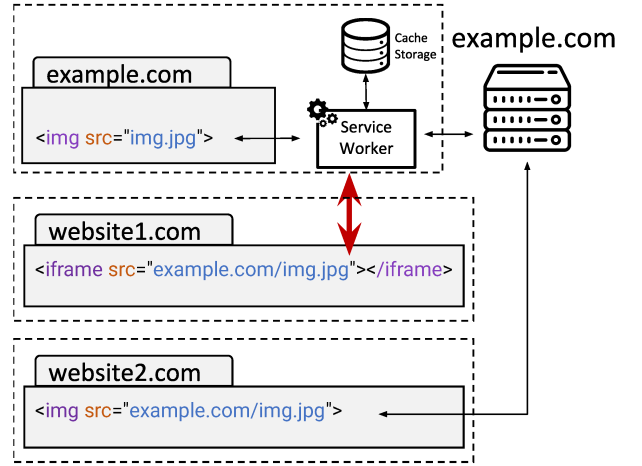 Cache
Storage
example.com
example.com
<img src="img.jpg">
Service
Worker
website1.com
<iframe src="example.com/img.jpg"></iframe>
website2.com
<img src="example.com/img.jpg">